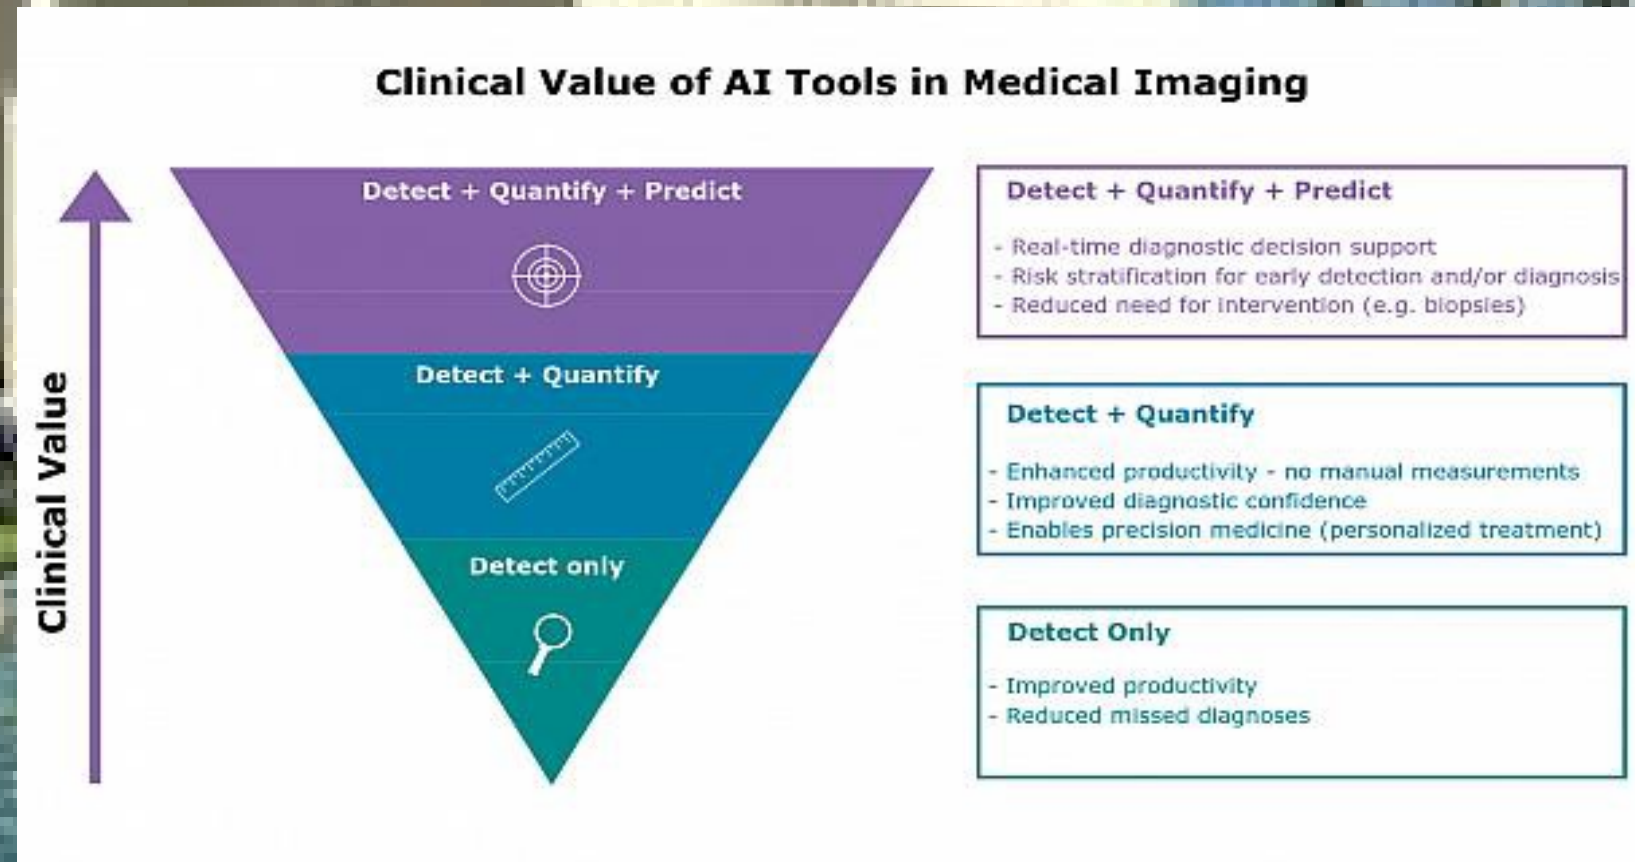 Clinical Value of AI Tools in Medical Imaging
Clinical Value
Detect + Quantify + Predict
Detect + Quantify
Detect only
Detect + Quantify + Predict
- Real-time diagnostic decision support
- Risk stratification for early detection and/or diagnosis
- Reduced need for intervention (e.g. biopsies)
Detect + Quantify
- Enhanced productivity - no manual measurements
- Improved diagnostic confidence
- Enables precision medicine (personalized treatment)
Detect Only
- Improved productivity
- Reduced missed diagnoses